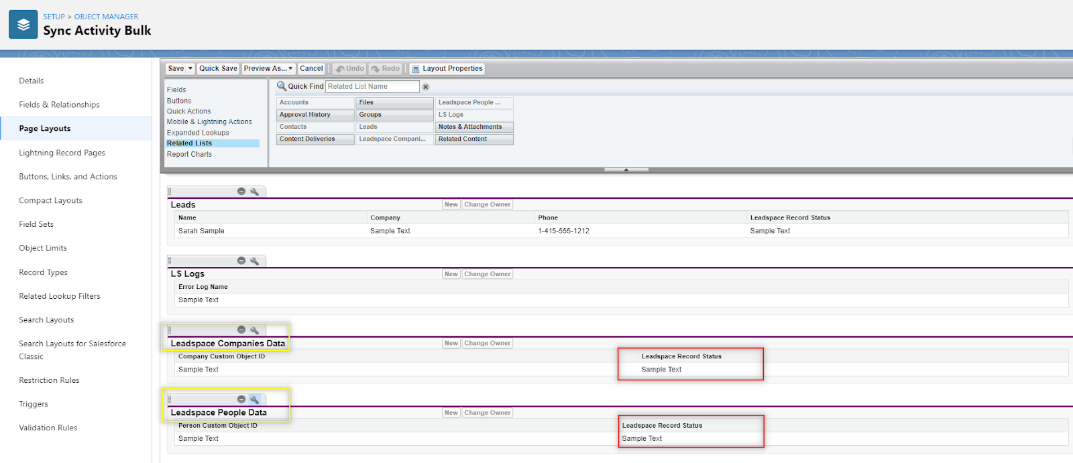 SETUP > OBJECT MANAGER
Sync Activity Bulk
Details
Fields & Relationships
Page Layouts
Lightning Record Pages
Buttons, Links, and Actions
Compact Layouts
Field Sets
Object Limits
Record Types
Related Lookup Filters
Search Layouts
Search Layouts for Salesforce
Classic
Restriction Rules
Triggers
Validation Rules
Save Quick Save Preview As... Cancel Undo Redo Layout Properties
Fields
Buttons
Quick Actions
Mobile & Lightning Actions
Expanded Lookups
Related Lists
Report Charts
Quick Find Related List Name
Accounts Files Leadspace People ...
Approval History Groups LS Logs
Contacts Leads Notes & Attachments
Content Deliveries Leadspace Compani... Related Content
Leads New Change Owner
Name Company Phone Leadspace Record Status
Sarah Sample Sample Text 1-415-555-1212 Sample Text
LS Logs New Change Owner
Error Log Name
Sample Text
Leadspace Companies Data New Change Owner
Company Custom Object ID Leadspace Record Status
Sample Text Sample Text
Leadspace People Data New Change Owner
Person Custom Object ID Leadspace Record Status
Sample Text Sample Text